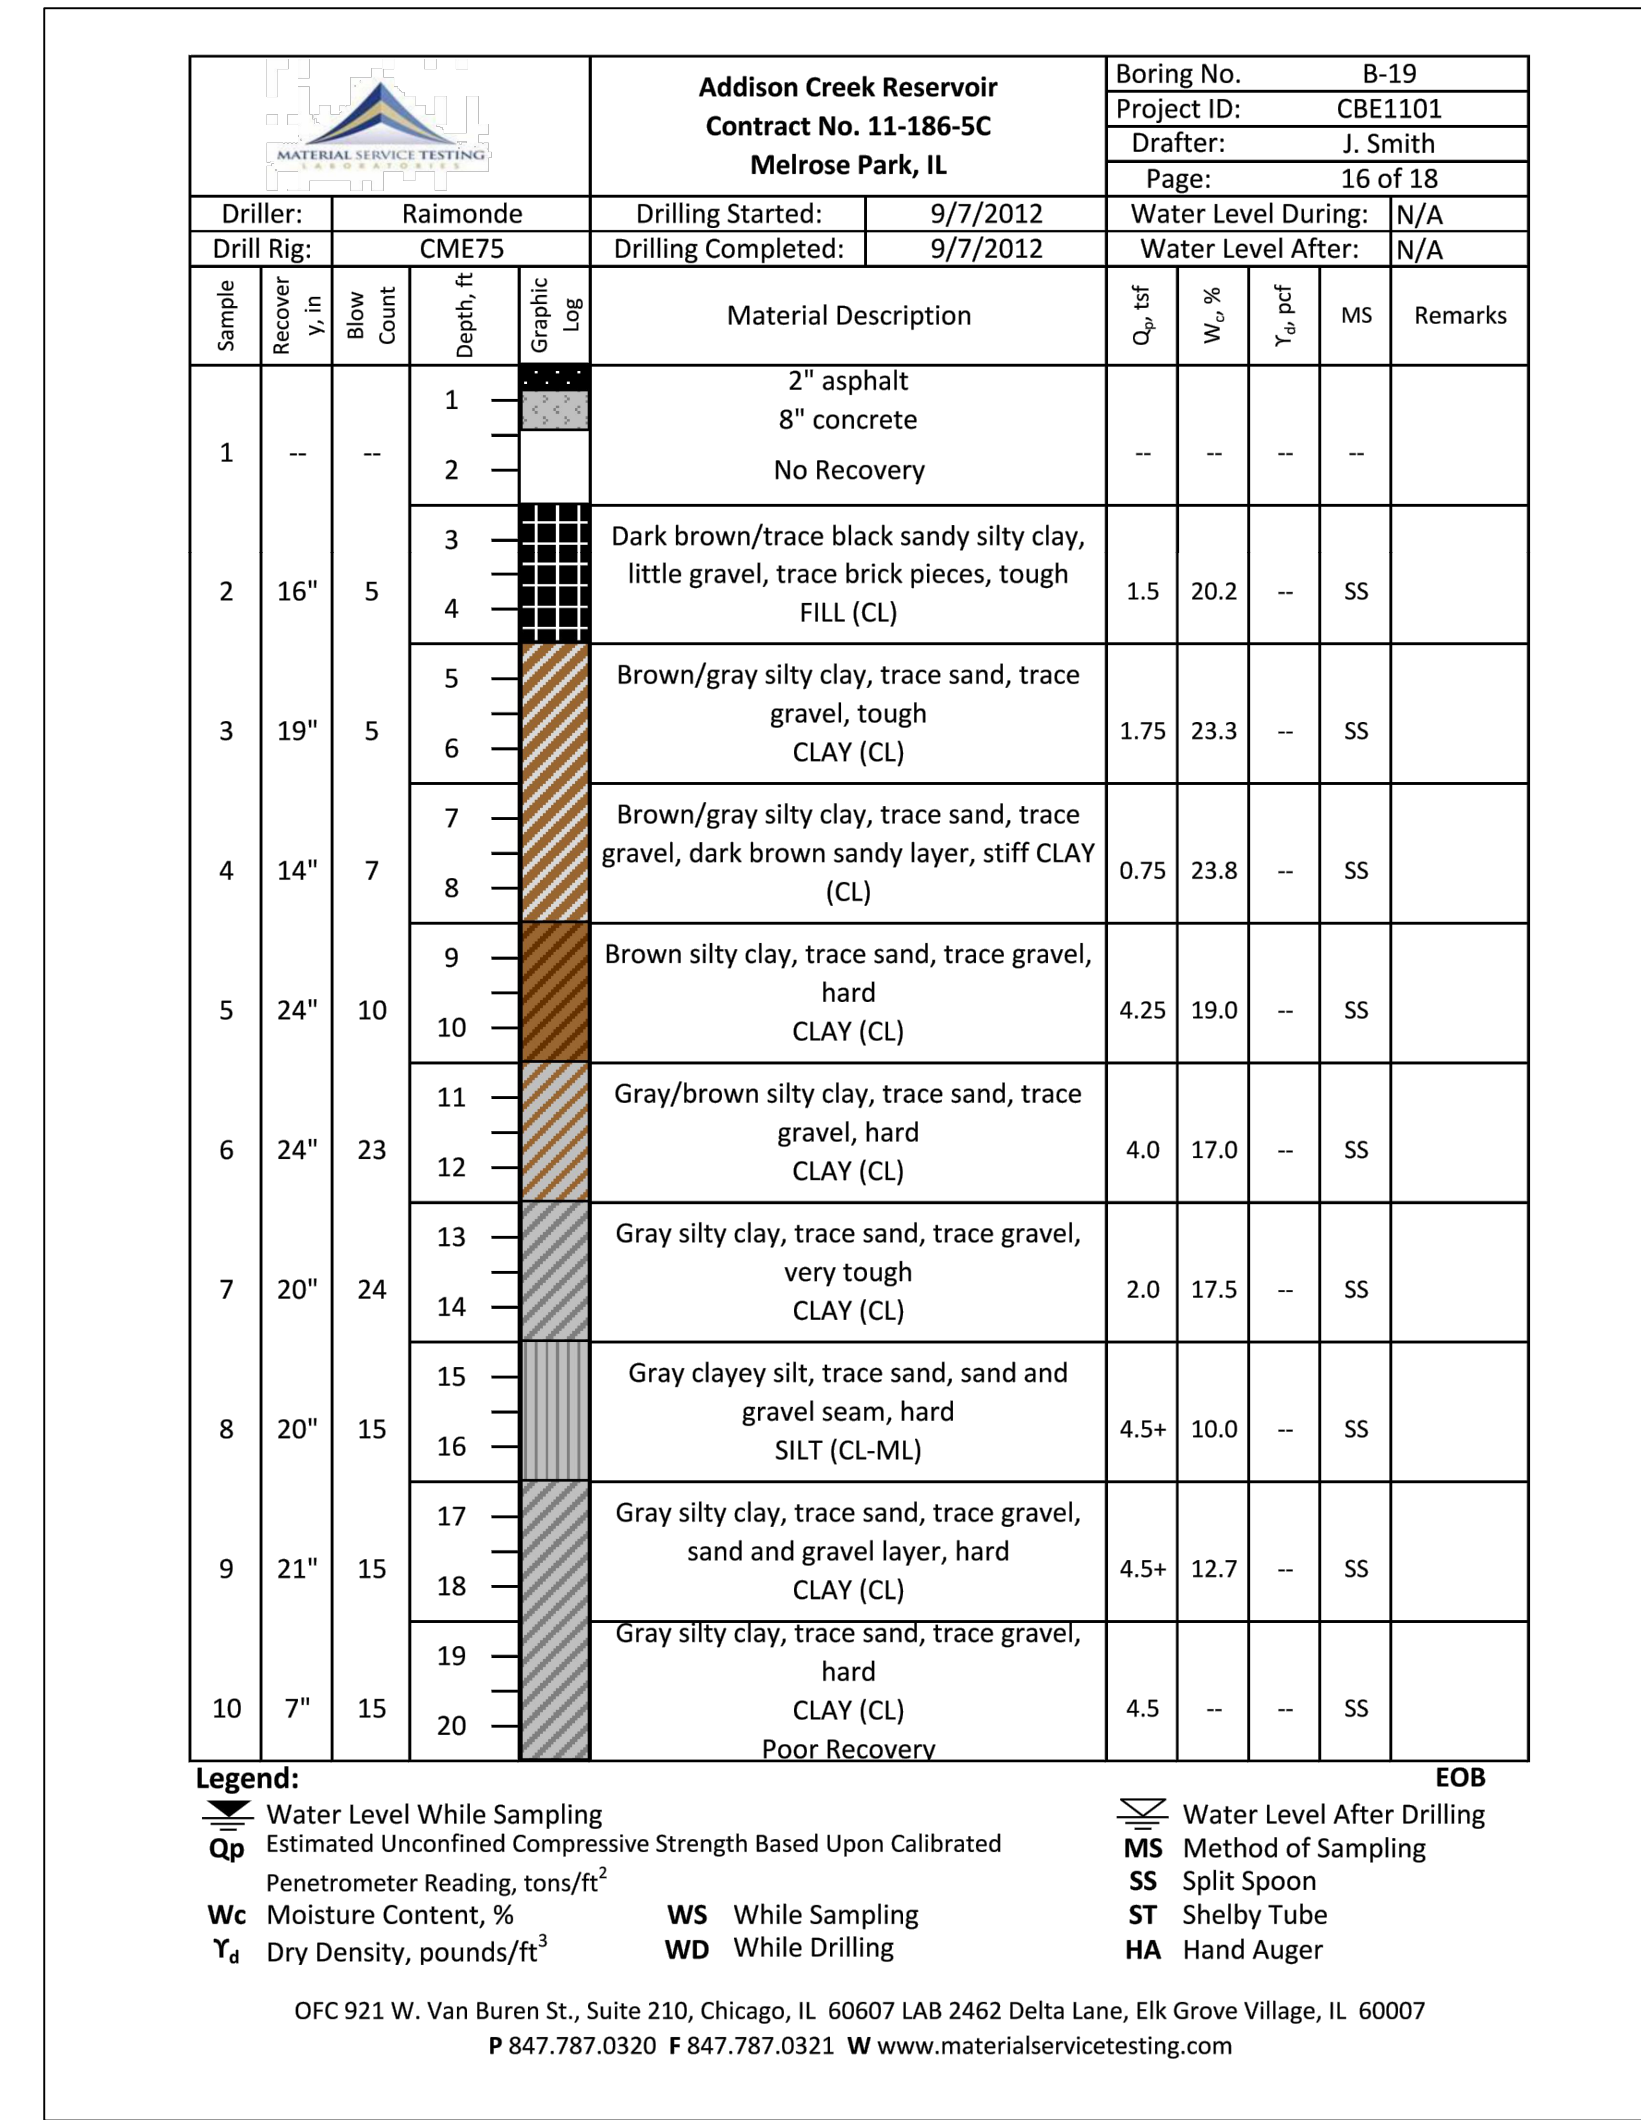 MATERIAL SERVICE TESTING
LABORATORIES
Addison Creek Reservoir
Contract No. 11-186-5C
Melrose Park, IL
Boring No. B-19
Project ID: CBE1101
Drafter: J. Smith
Page: 16 of 18
Driller: Raimonde Drilling Started: 9/7/2012 Water Level During: N/A
Drill Rig: CME75 Drilling Completed: 9/7/2012 Water Level After: N/A
Sample
Recover
y, in
Blow
Count
Depth, ft
Graphic
Log
Material Description
Qp, tsf
Wc, %
ϒd, pcf
MS
Remarks
1 -- --
1
2
2" asphalt
8" concrete
No Recovery
-- -- -- --
2 16" 5
3
4
Dark brown/trace black sandy silty clay,
little gravel, trace brick pieces, tough
FILL (CL)
1.5 20.2 -- SS
3 19" 5
5
6
Brown/gray silty clay, trace sand, trace
gravel, tough
CLAY (CL)
1.75 23.3 -- SS
4 14" 7
7
8
Brown/gray silty clay, trace sand, trace
gravel, dark brown sandy layer, stiff CLAY
(CL)
0.75 23.8 -- SS
5 24" 10
9
10
Brown silty clay, trace sand, trace gravel,
hard
CLAY (CL)
4.25 19.0 -- SS
6 24" 23
11
12
Gray/brown silty clay, trace sand, trace
gravel, hard
CLAY (CL)
4.0 17.0 -- SS
7 20" 24
13
14
Gray silty clay, trace sand, trace gravel,
very tough
CLAY (CL)
2.0 17.5 -- SS
8 20" 15
15
16
Gray clayey silt, trace sand, sand and
gravel seam, hard
SILT (CL-ML)
4.5+ 10.0 -- SS
9 21" 15
17
18
Gray silty clay, trace sand, trace gravel,
sand and gravel layer, hard
CLAY (CL)
4.5+ 12.7 -- SS
10 7" 15
19
20
Gray silty clay, trace sand, trace gravel,
hard
CLAY (CL)
Poor Recovery
4.5 -- -- SS
Legend: EOB
Water Level While Sampling
Qp Estimated Unconfined Compressive Strength Based Upon Calibrated
Penetrometer Reading, tons/ft²
Wc Moisture Content, %
ϒd Dry Density, pounds/ft³
WS While Sampling
WD While Drilling
Water Level After Drilling
MS Method of Sampling
SS Split Spoon
ST Shelby Tube
HA Hand Auger
OFC 921 W. Van Buren St., Suite 210, Chicago, IL 60607 LAB 2462 Delta Lane, Elk Grove Village, IL 60007
P 847.787.0320 F 847.787.0321 W www.materialservicetesting.com